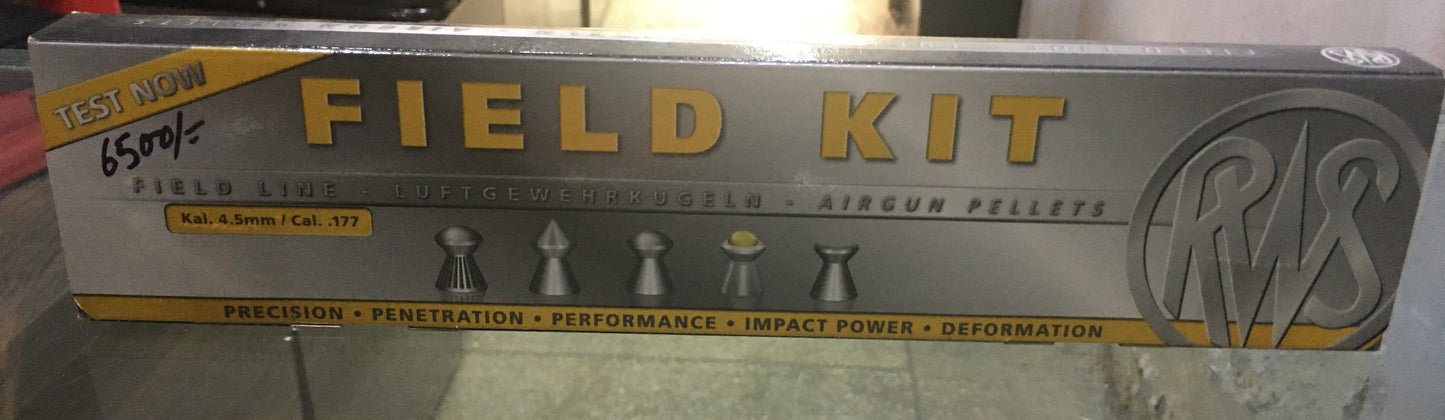 RWS
TEST NOW
6500/-
FIELD KIT
FIELD LINE - LUFTGEWEHRKUGELN - AIRGUN PELLETS
Kal. 4.5mm / Cal. .177
RWS
PRECISION • PENETRATION • PERFORMANCE • IMPACT POWER • DEFORMATION